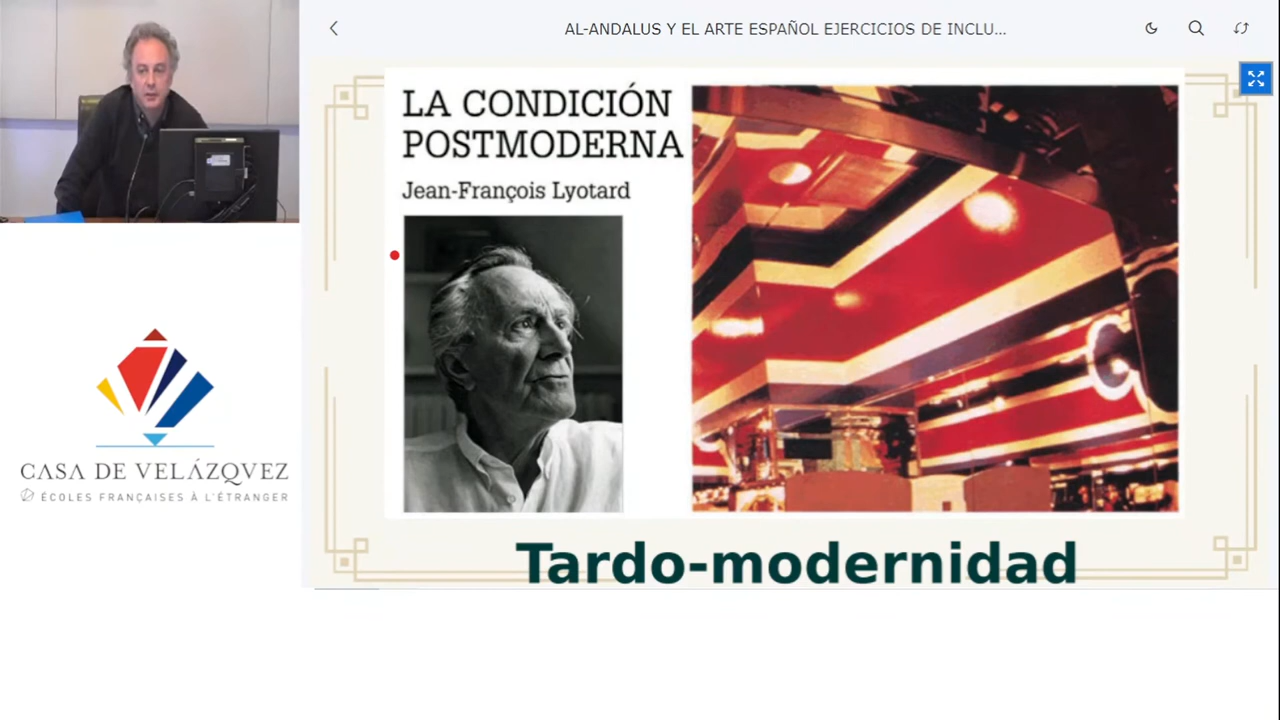 AL-ANDALUS Y EL ARTE ESPAÑOL EJERCICIOS DE INCLU...
LA CONDICIÓN
POSTMODERNA
Jean-François Lyotard
Tardo-modernidad
CASA DE VELÁZQVEZ
ÉCOLES FRANÇAISES À L'ÉTRANGER